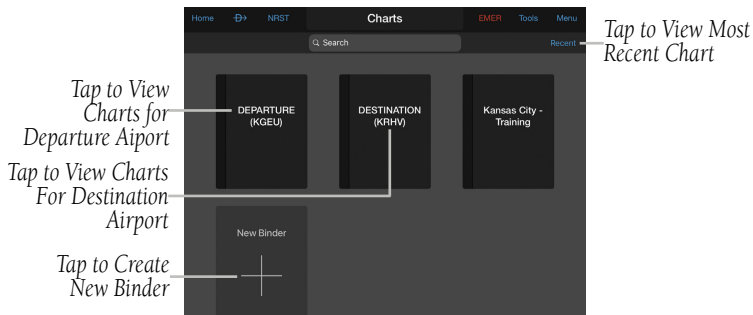 Home
NRST
Charts
EMER
Tools
Menu
Search
Recent
Tap to View Most
Recent Chart
Tap to View
Charts for
Departure Aiport
DEPARTURE
(KGEU)
DESTINATION
(KRHV)
Kansas City -
Training
Tap to View Charts
For Destination
Airport
New Binder
Tap to Create
New Binder